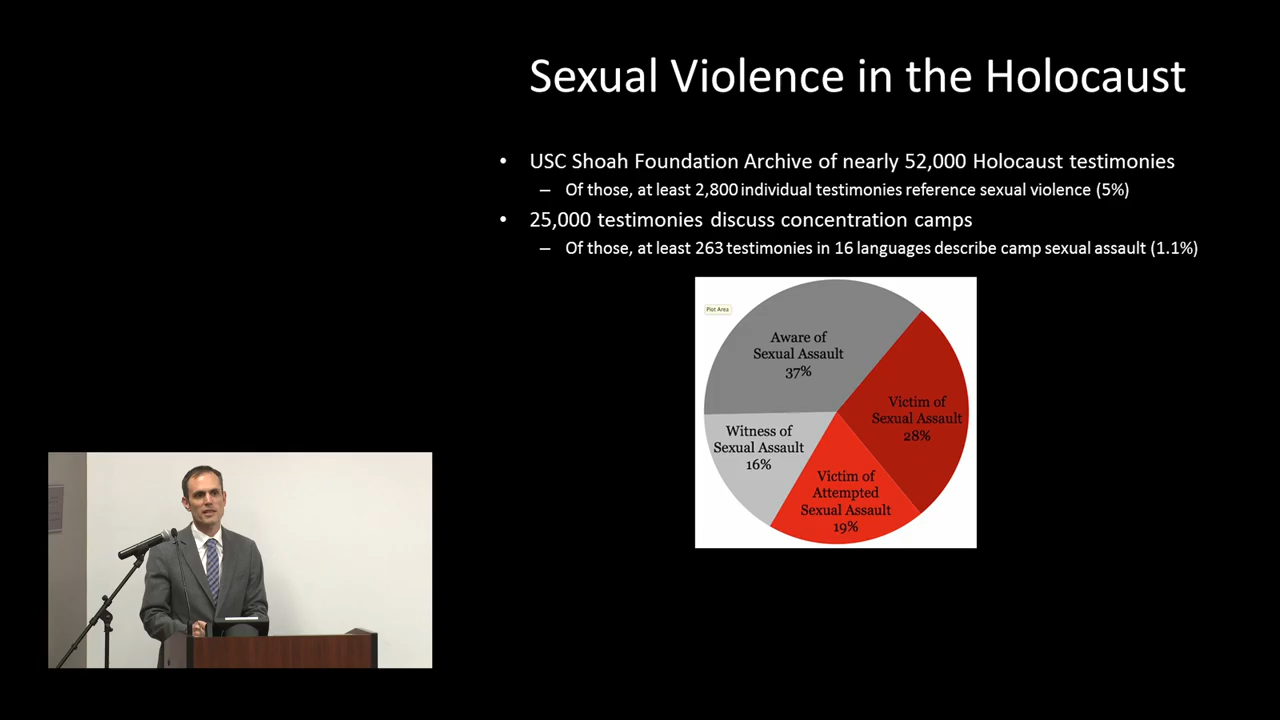 Sexual Violence in the Holocaust
• USC Shoah Foundation Archive of nearly 52,000 Holocaust testimonies
– Of those, at least 2,800 individual testimonies reference sexual violence (5%)
• 25,000 testimonies discuss concentration camps
– Of those, at least 263 testimonies in 16 languages describe camp sexual assault (1.1%)
Plot Area
Aware of
Sexual Assault
37%
Victim of
Sexual Assault
28%
Witness of
Sexual Assault
16%
Victim of
Attempted
Sexual Assault
19%